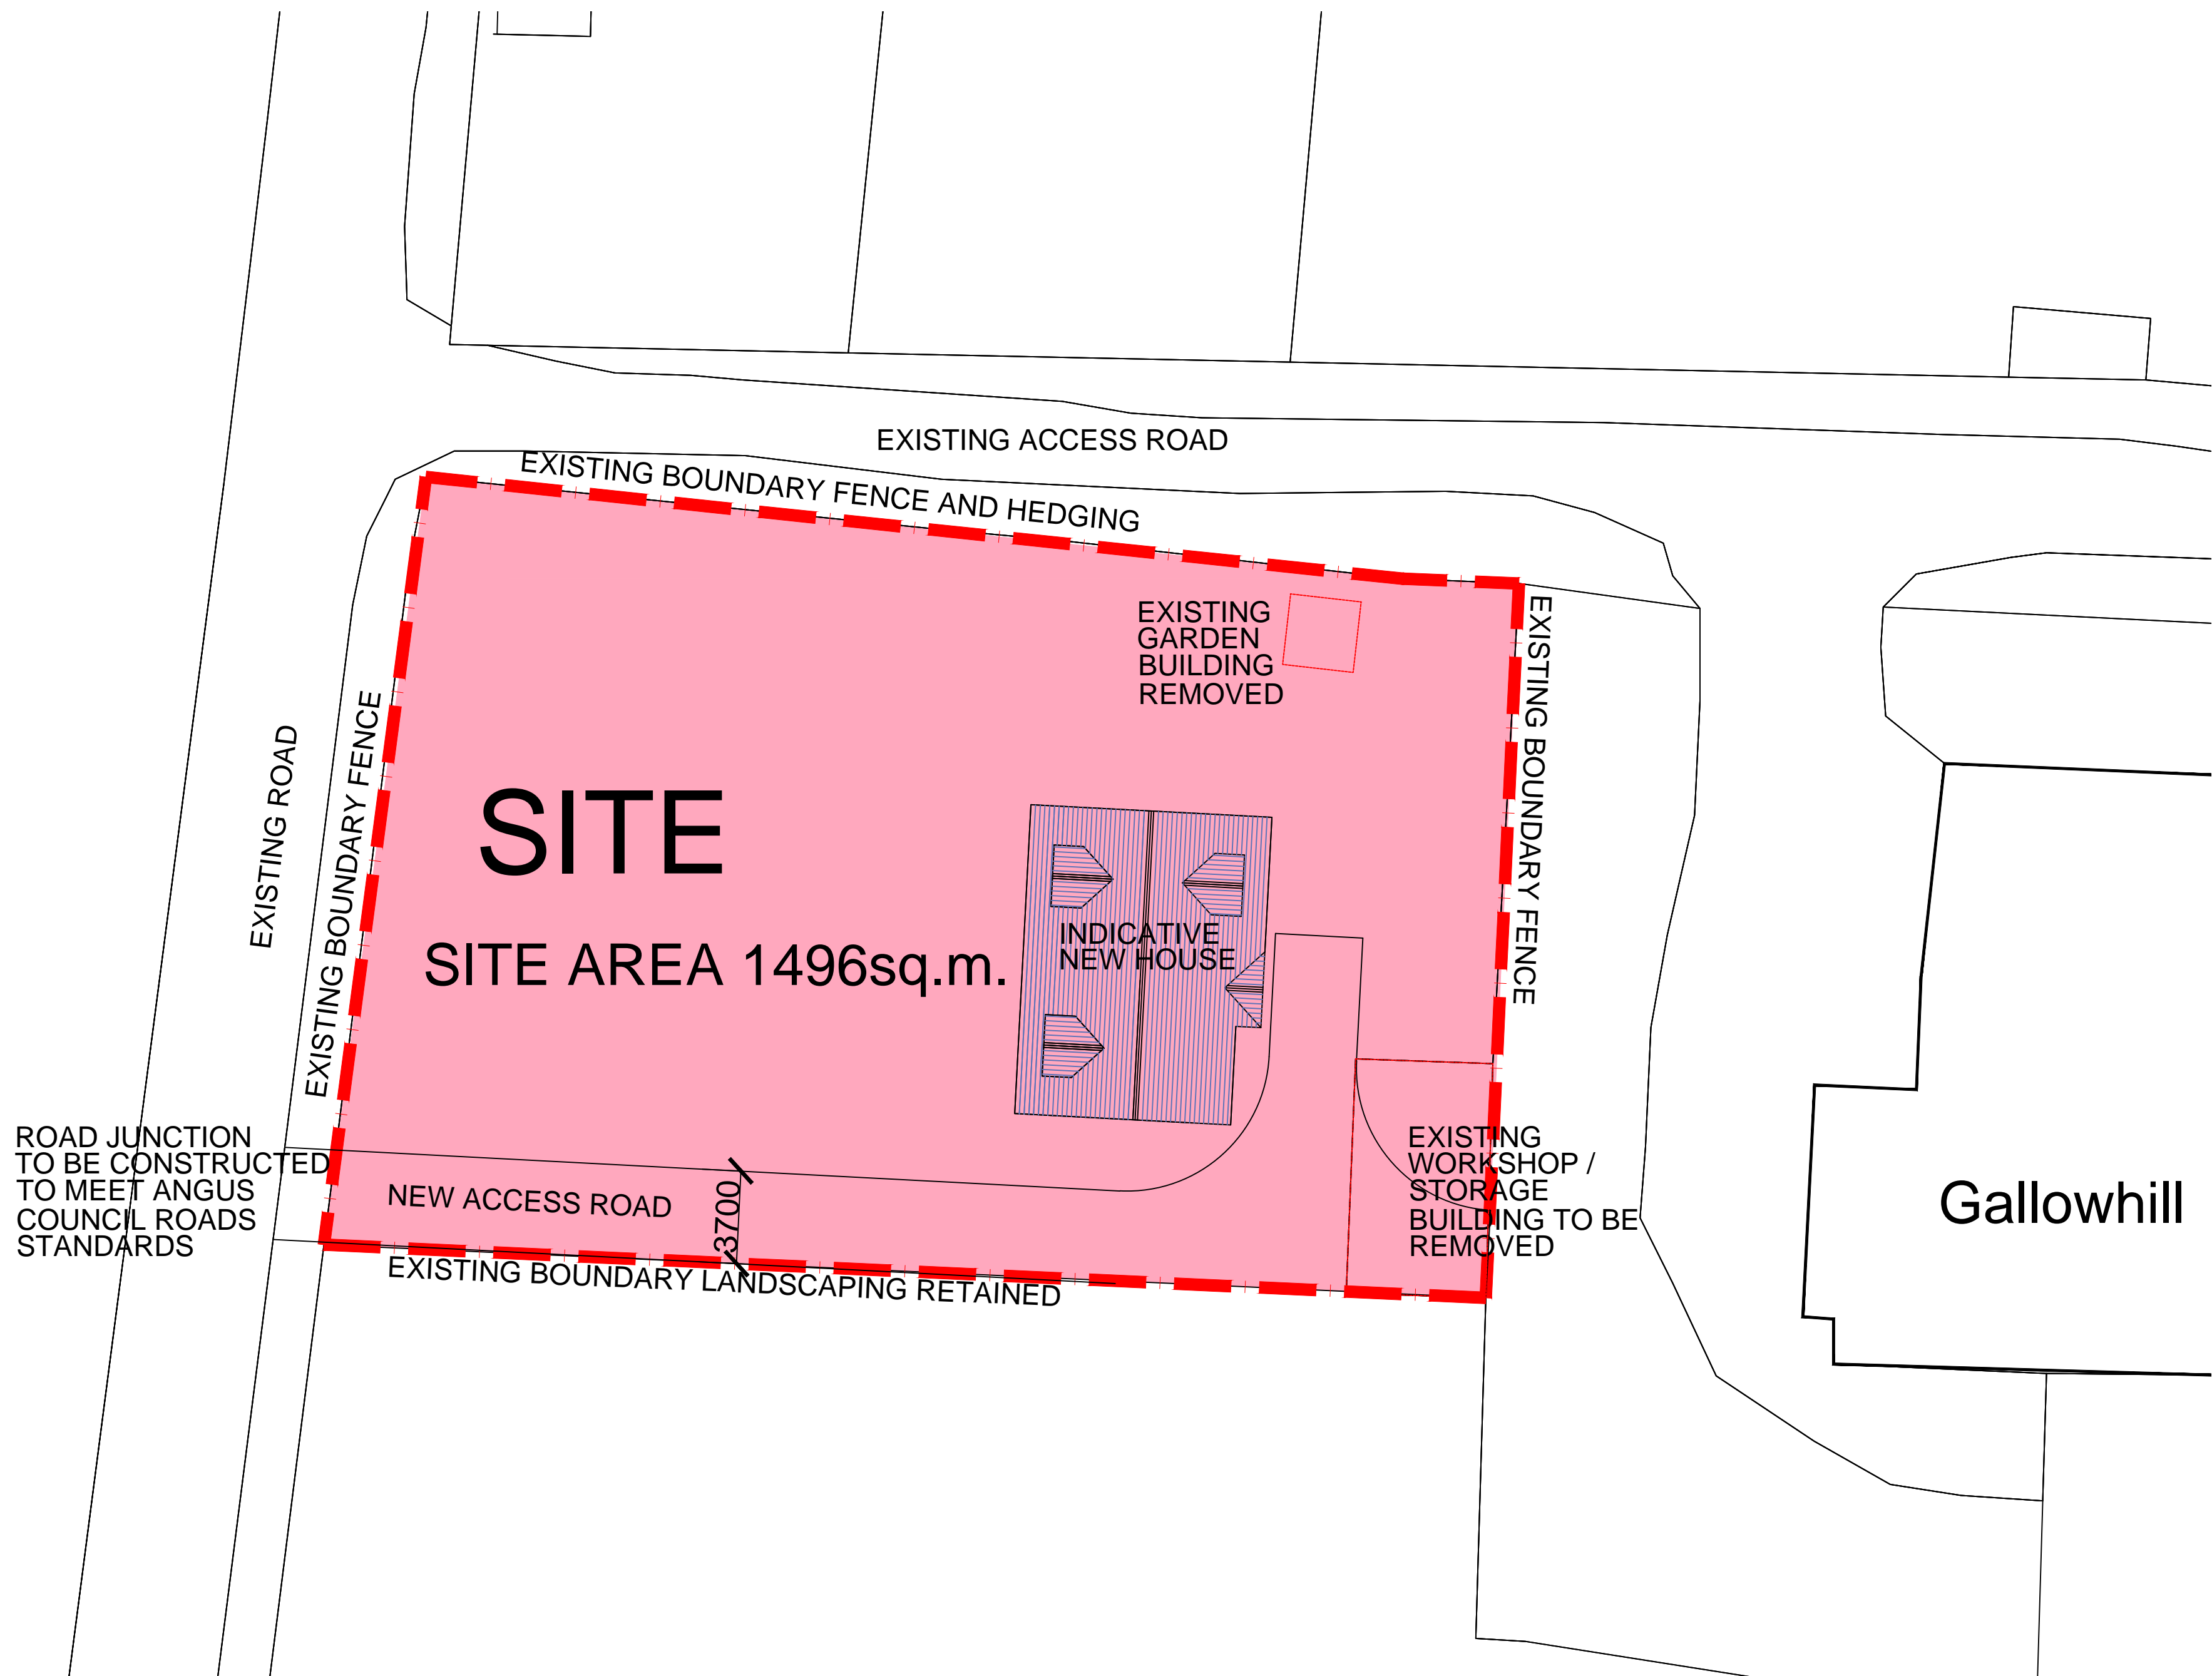 EXISTING ACCESS ROAD
EXISTING BOUNDARY FENCE AND HEDGING
EXISTING
GARDEN
BUILDING
REMOVED
EXISTING BOUNDARY FENCE
EXISTING ROAD
EXISTING BOUNDARY FENCE
SITE
SITE AREA 1496sq.m.
INDICATIVE
NEW HOUSE
ROAD JUNCTION
TO BE CONSTRUCTED
TO MEET ANGUS
COUNCIL ROADS
STANDARDS
NEW ACCESS ROAD
3700
EXISTING
WORKSHOP /
STORAGE
BUILDING TO BE
REMOVED
Gallowhill
EXISTING BOUNDARY LANDSCAPING RETAINED